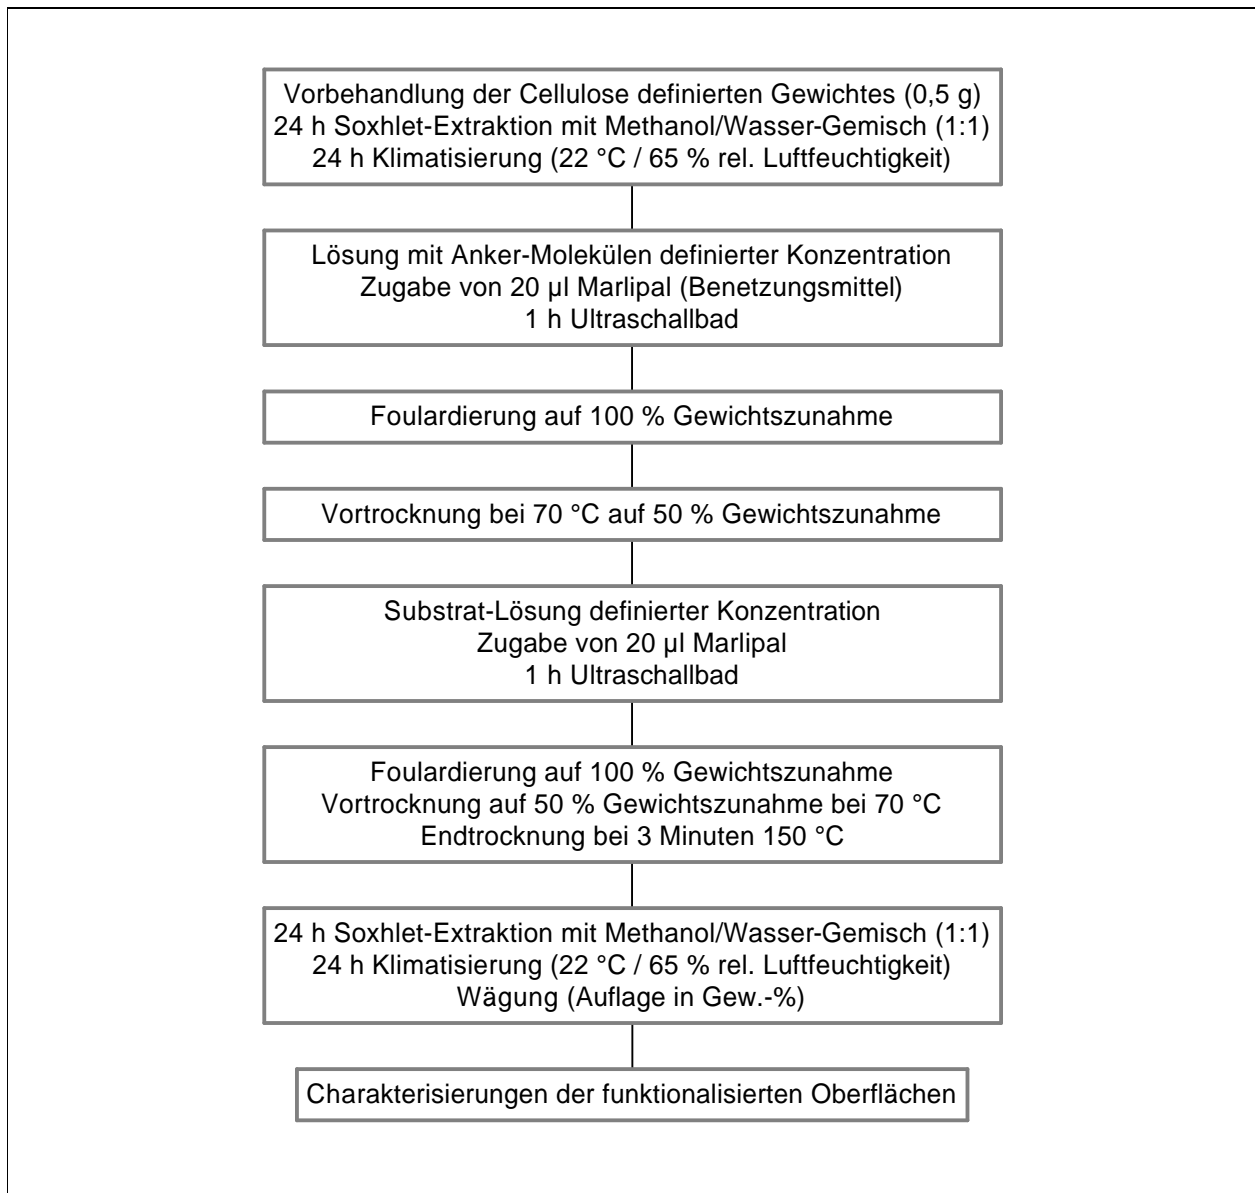 Vorbehandlung der Cellulose definierten Gewichtes (0,5 g)
24 h Soxhlet-Extraktion mit Methanol/Wasser-Gemisch (1:1)
24 h Klimatisierung (22 °C / 65 % rel. Luftfeuchtigkeit)
Lösung mit Anker-Molekülen definierter Konzentration
Zugabe von 20 µl Marlipal (Benetzungsmittel)
1 h Ultraschallbad
Foulardierung auf 100 % Gewichtszunahme
Vortrocknung bei 70 °C auf 50 % Gewichtszunahme
Substrat-Lösung definierter Konzentration
Zugabe von 20 µl Marlipal
1 h Ultraschallbad
Foulardierung auf 100 % Gewichtszunahme
Vortrocknung auf 50 % Gewichtszunahme bei 70 °C
Endtrocknung bei 3 Minuten 150 °C
24 h Soxhlet-Extraktion mit Methanol/Wasser-Gemisch (1:1)
24 h Klimatisierung (22 °C / 65 % rel. Luftfeuchtigkeit)
Wägung (Auflage in Gew.-%)
Charakterisierungen der funktionalisierten Oberflächen